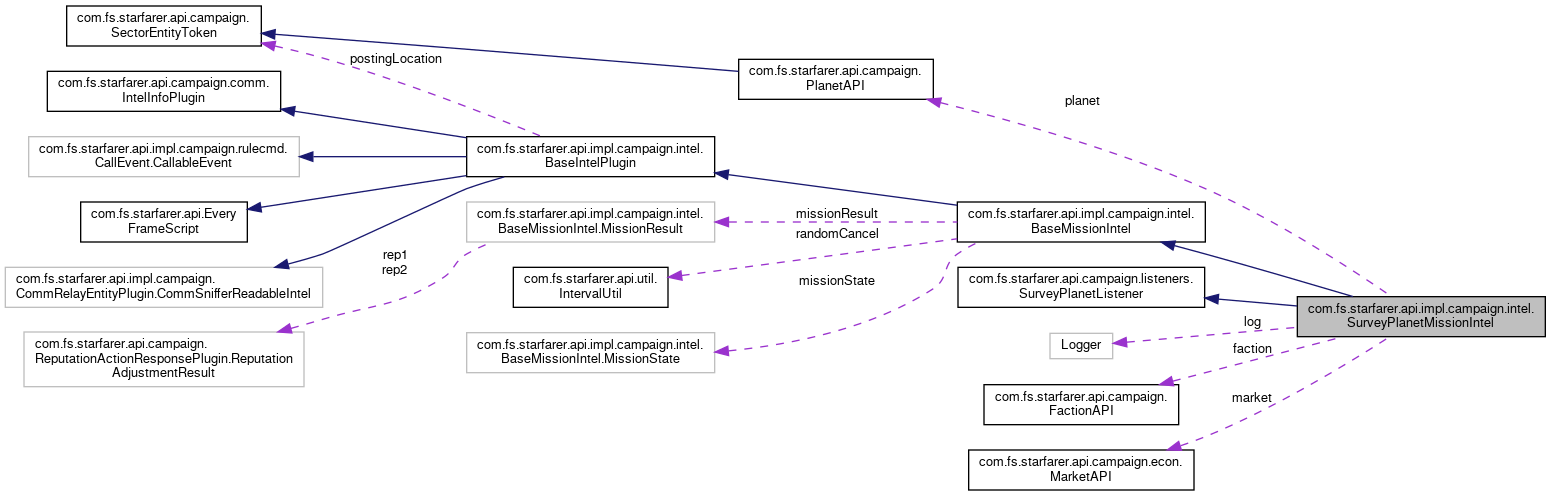 com.fs.starfarer.api.campaign.
SectorEntityToken
postingLocation
com.fs.starfarer.api.campaign.
PlanetAPI
planet
com.fs.starfarer.api.campaign.comm.
IntelInfoPlugin
com.fs.starfarer.api.impl.campaign.rulecmd.
CallEvent.CallableEvent
com.fs.starfarer.api.impl.campaign.intel.
BaseIntelPlugin
com.fs.starfarer.api.Every
FrameScript
com.fs.starfarer.api.impl.campaign.intel.
BaseMissionIntel.MissionResult
missionResult
randomCancel
com.fs.starfarer.api.impl.campaign.intel.
BaseMissionIntel
rep1
rep2
com.fs.starfarer.api.impl.campaign.
CommRelayEntityPlugin.CommSnifferReadableIntel
com.fs.starfarer.api.util.
IntervalUtil
missionState
com.fs.starfarer.api.campaign.listeners.
SurveyPlanetListener
com.fs.starfarer.api.impl.campaign.intel.
SurveyPlanetMissionIntel
com.fs.starfarer.api.campaign.
ReputationActionResponsePlugin.Reputation
AdjustmentResult
com.fs.starfarer.api.impl.campaign.intel.
BaseMissionIntel.MissionState
Logger
log
faction
com.fs.starfarer.api.campaign.
FactionAPI
market
com.fs.starfarer.api.campaign.econ.
MarketAPI